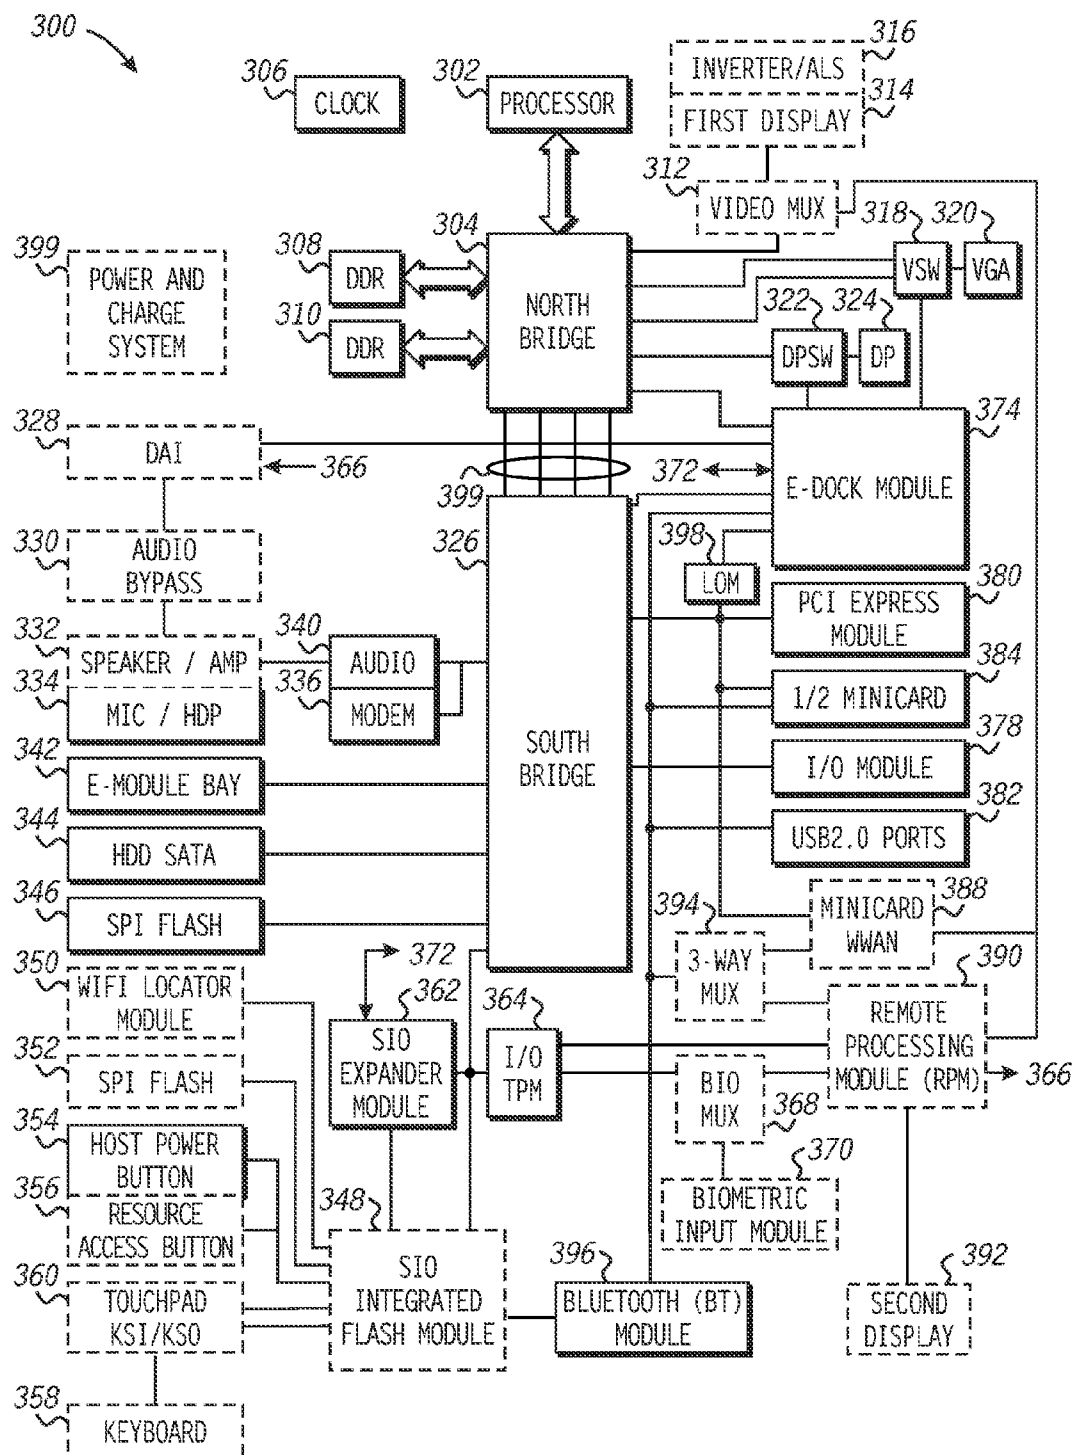 300
306
CLOCK
302
PROCESSOR
316
INVERTER/ALS
314
FIRST DISPLAY
312
VIDEO MUX
318
VSW
320
VGA
399
POWER AND
CHARGE
SYSTEM
308
DDR
310
DDR
304
NORTH
BRIDGE
322
DPSW
324
DP
328
DAI
366
399
372
374
E-DOCK MODULE
330
AUDIO
BYPASS
326
SOUTH
BRIDGE
398
LOM
380
PCI EXPRESS
MODULE
332
SPEAKER / AMP
334
MIC / HDP
340
AUDIO
336
MODEM
384
1/2 MINICARD
342
E-MODULE BAY
378
I/O MODULE
344
HDD SATA
382
USB2.0 PORTS
346
SPI FLASH
394
3-WAY
MUX
388
MINICARD
WWAN
350
WIFI LOCATOR
MODULE
372
362
SIO
EXPANDER
MODULE
364
I/O
TPM
390
REMOTE
PROCESSING
MODULE (RPM)
366
352
SPI FLASH
BIO
MUX
368
354
HOST POWER
BUTTON
356
RESOURCE
ACCESS BUTTON
370
BIOMETRIC
INPUT MODULE
348
SIO
INTEGRATED
FLASH MODULE
360
TOUCHPAD
KSI/KSO
396
BLUETOOTH (BT)
MODULE
392
SECOND
DISPLAY
358
KEYBOARD